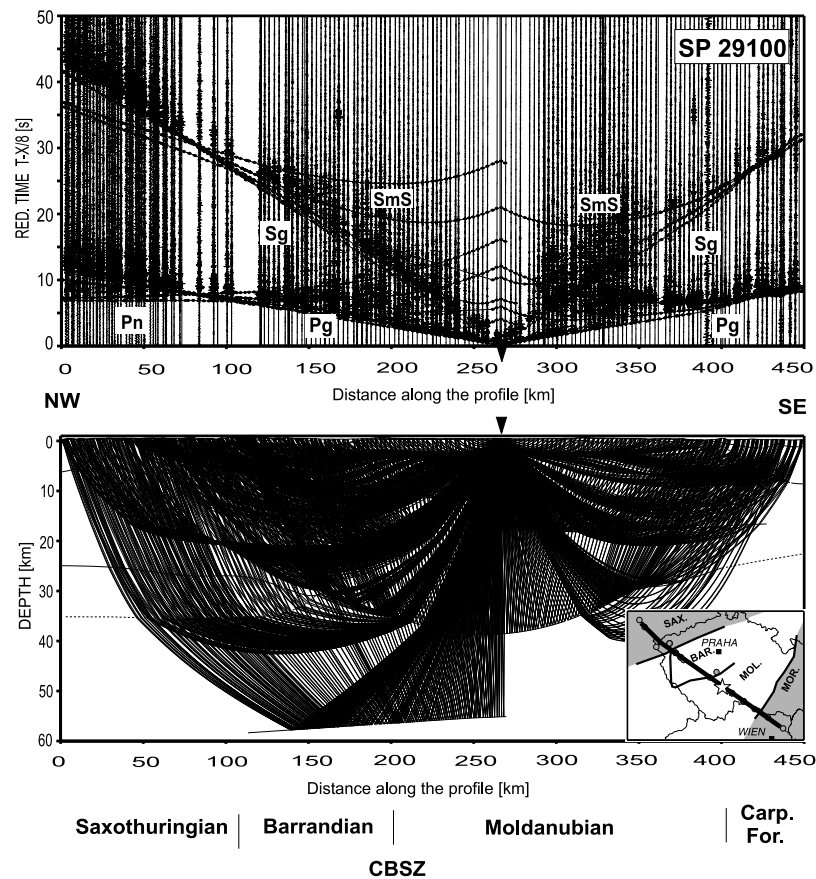 50
SP 29100
40
30
20
10
0
RED. TIME T-X/8 [s]
SmS
SmS
Sg
Sg
Pn
Pg
Pg
0 50 100 150 200 250 300 350 400 450
Distance along the profile [km]
NW
SE
0
10
20
30
40
50
60
DEPTH [km]
SAX.
PRAHA
BAR.
MOL.
MOR.
WIEN
0 50 100 150 200 250 300 350 400 450
Distance along the profile [km]
Saxothuringian
Barrandian
Moldanubian
Carp.
For.
CBSZ